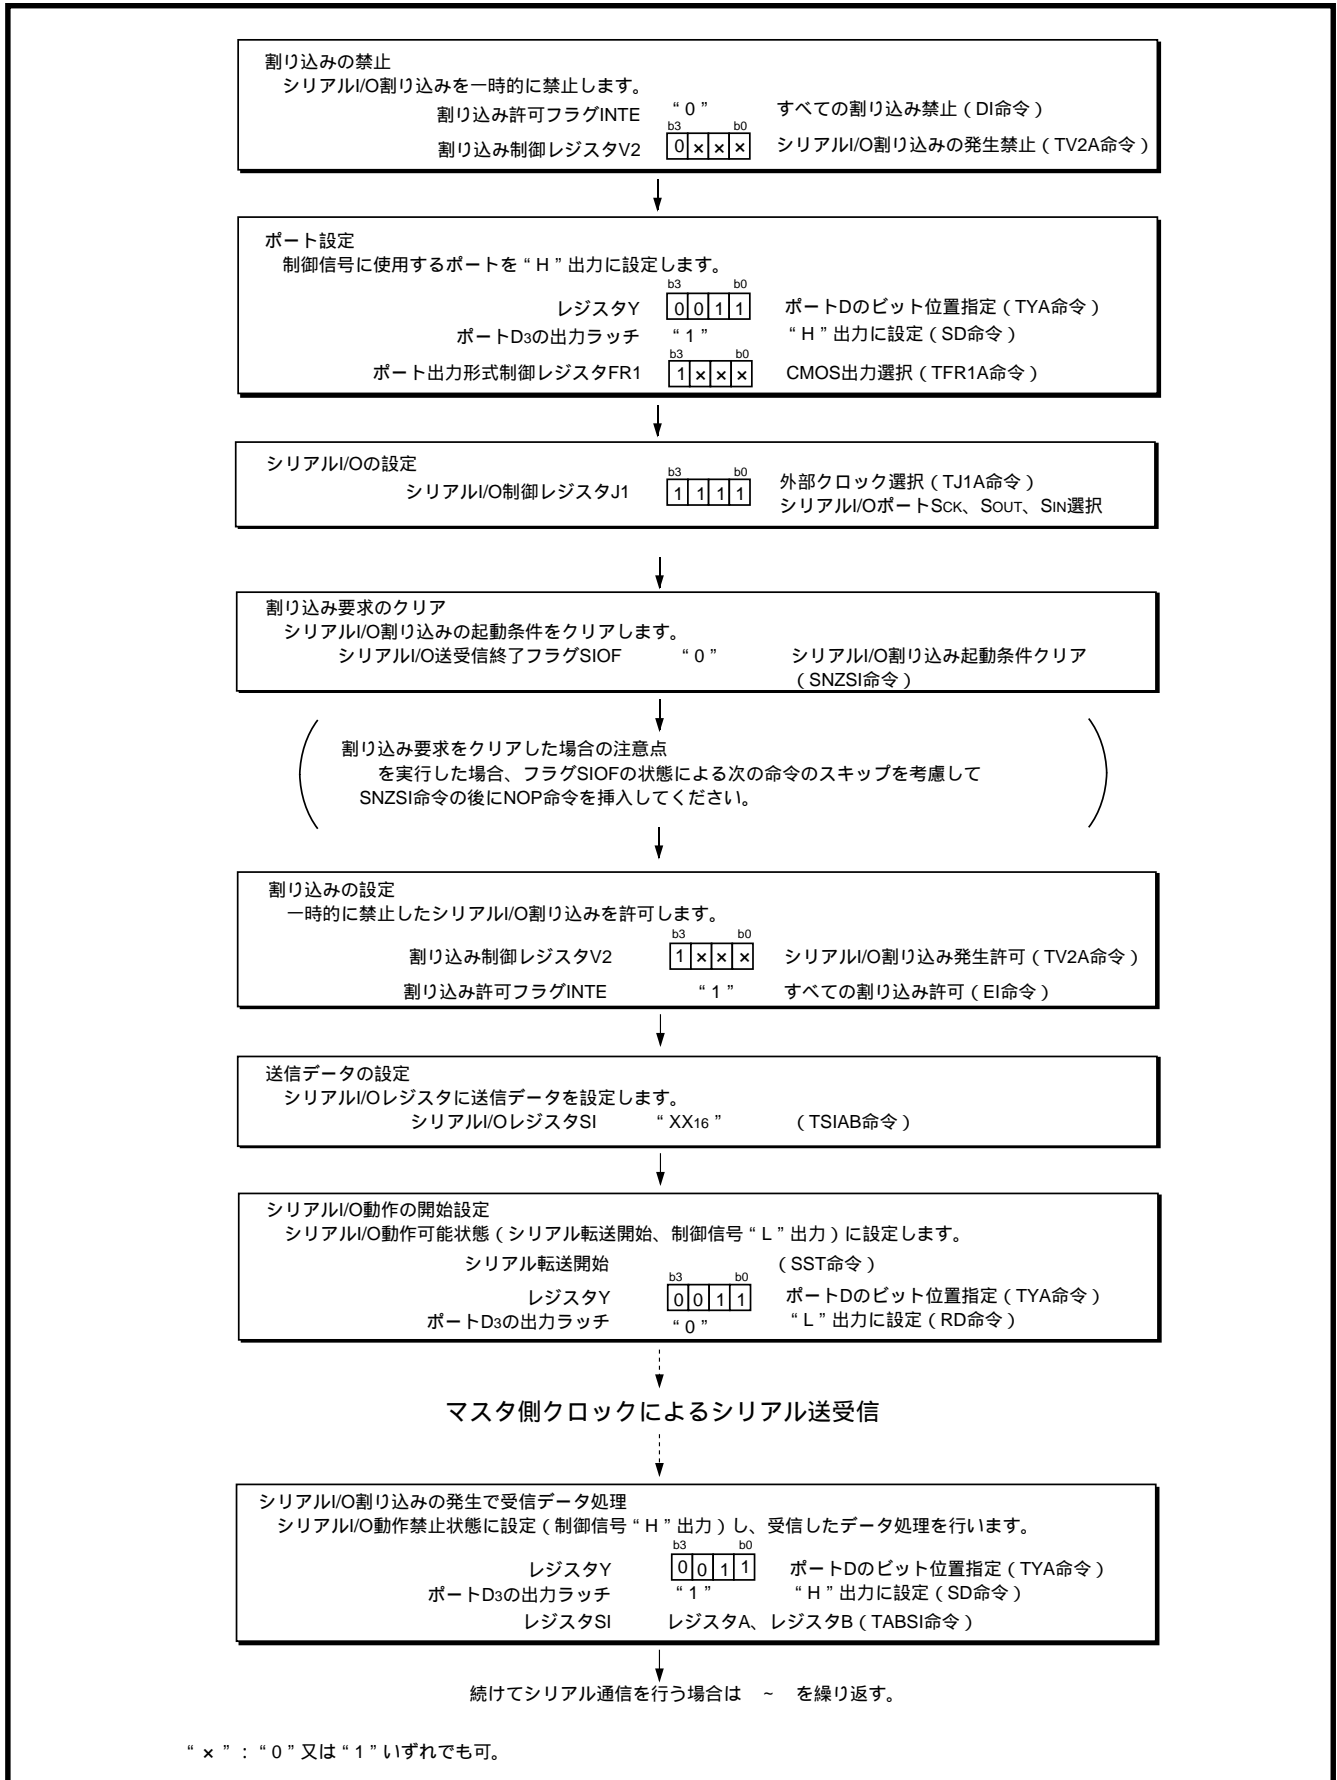 割り込みの禁止
シリアルI/O割り込みを一時的に禁止します。
割り込み許可フラグINTE “ 0 ” すべての割り込み禁止 ( DI命令 )
b3 b0
割り込み制御レジスタV2 0 × × × シリアルI/O割り込みの発生禁止 ( TV2A命令 )
ポート設定
制御信号に使用するポートを “ H ” 出力に設定します。
b3 b0
レジスタY 0 0 1 1 ポートDのビット位置指定 ( TYA命令 )
ポートD3の出力ラッチ “ 1 ” “ H ” 出力に設定 ( SD命令 )
b3 b0
ポート出力形式制御レジスタFR1 1 × × × CMOS出力選択 ( TFR1A命令 )
シリアルI/Oの設定
b3 b0
シリアルI/O制御レジスタJ1 1 1 1 1 外部クロック選択 ( TJ1A命令 )
シリアルI/OポートSCK、SOUT、SIN選択
割り込み要求のクリア
シリアルI/O割り込みの起動条件をクリアします。
シリアルI/O送受信終了フラグSIOF “ 0 ” シリアルI/O割り込み起動条件クリア
( SNZSI命令 )
割り込み要求をクリアした場合の注意点
を実行した場合、フラグSIOFの状態による次の命令のスキップを考慮して
SNZSI命令の後にNOP命令を挿入してください。
割り込みの設定
一時的に禁止したシリアルI/O割り込みを許可します。
b3 b0
割り込み制御レジスタV2 1 × × × シリアルI/O割り込み発生許可 ( TV2A命令 )
割り込み許可フラグINTE “ 1 ” すべての割り込み許可 ( EI命令 )
送信データの設定
シリアルI/Oレジスタに送信データを設定します。
シリアルI/OレジスタSI “ XX16 ” ( TSIAB命令 )
シリアルI/O動作の開始設定
シリアルI/O動作可能状態 ( シリアル転送開始、制御信号 “ L ” 出力 ) に設定します。
シリアル転送開始 ( SST命令 )
b3 b0
レジスタY 0 0 1 1 ポートDのビット位置指定 ( TYA命令 )
ポートD3の出力ラッチ “ 0 ” “ L ” 出力に設定 ( RD命令 )
マスタ側クロックによるシリアル送受信
シリアルI/O割り込みの発生で受信データ処理
シリアルI/O動作禁止状態に設定 ( 制御信号 “ H ” 出力 ) し、受信したデータ処理を行います。
b3 b0
レジスタY 0 0 1 1 ポートDのビット位置指定 ( TYA命令 )
ポートD3の出力ラッチ “ 1 ” “ H ” 出力に設定 ( SD命令 )
レジスタSI レジスタA、レジスタB ( TABSI命令 )
続けてシリアル通信を行う場合は ~ を繰り返す。
“ × ” : “ 0 ” 又は “ 1 ” いずれでも可。